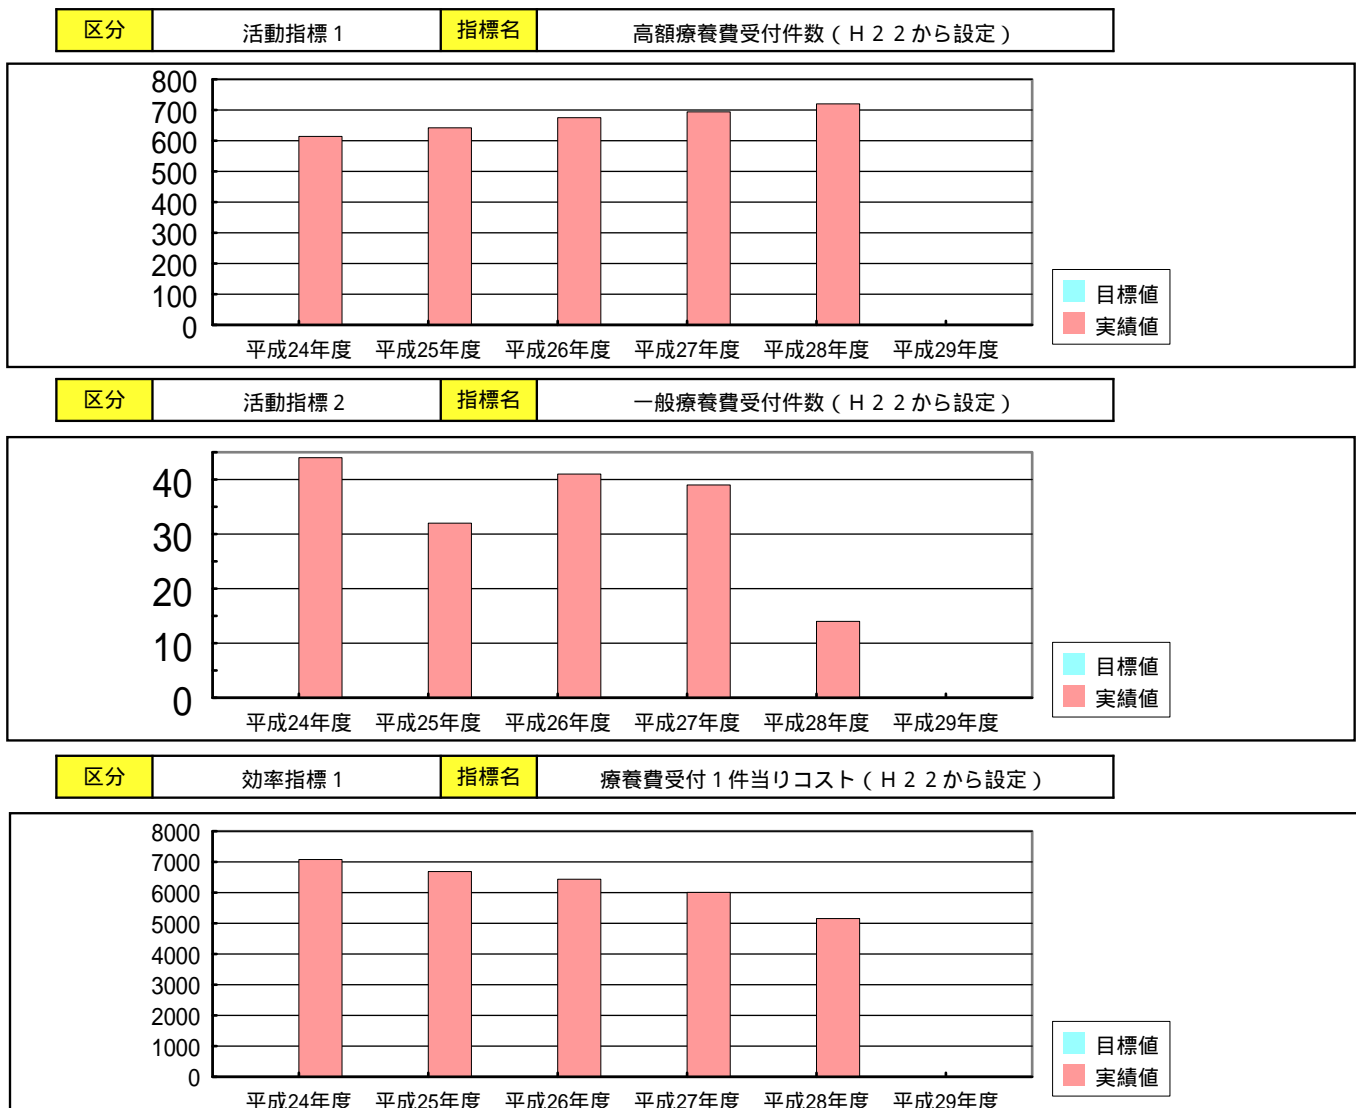 区分 活動指標1 指標名 高額療養費受付件数(H22から設定)
800
700
600
500
400
300
200
100
0
平成24年度 平成25年度 平成26年度 平成27年度 平成28年度 平成29年度
目標値
実績値
区分 活動指標2 指標名 一般療養費受付件数(H22から設定)
40
30
20
10
0
平成24年度 平成25年度 平成26年度 平成27年度 平成28年度 平成29年度
目標値
実績値
区分 効率指標1 指標名 療養費受付1件当りコスト(H22から設定)
8000
7000
6000
5000
4000
3000
2000
1000
0
平成24年度 平成25年度 平成26年度 平成27年度 平成28年度 平成29年度
目標値
実績値